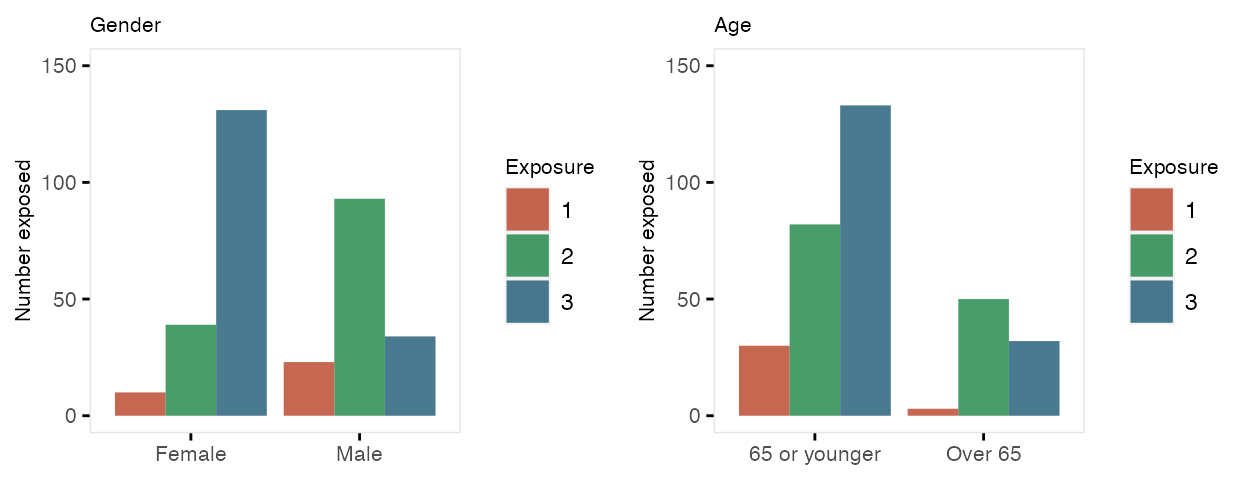 Gender
150
100
50
0
Number exposed
Female Male
Exposure
1
2
3
Age
150
100
50
0
Number exposed
65 or younger Over 65
Exposure
1
2
3